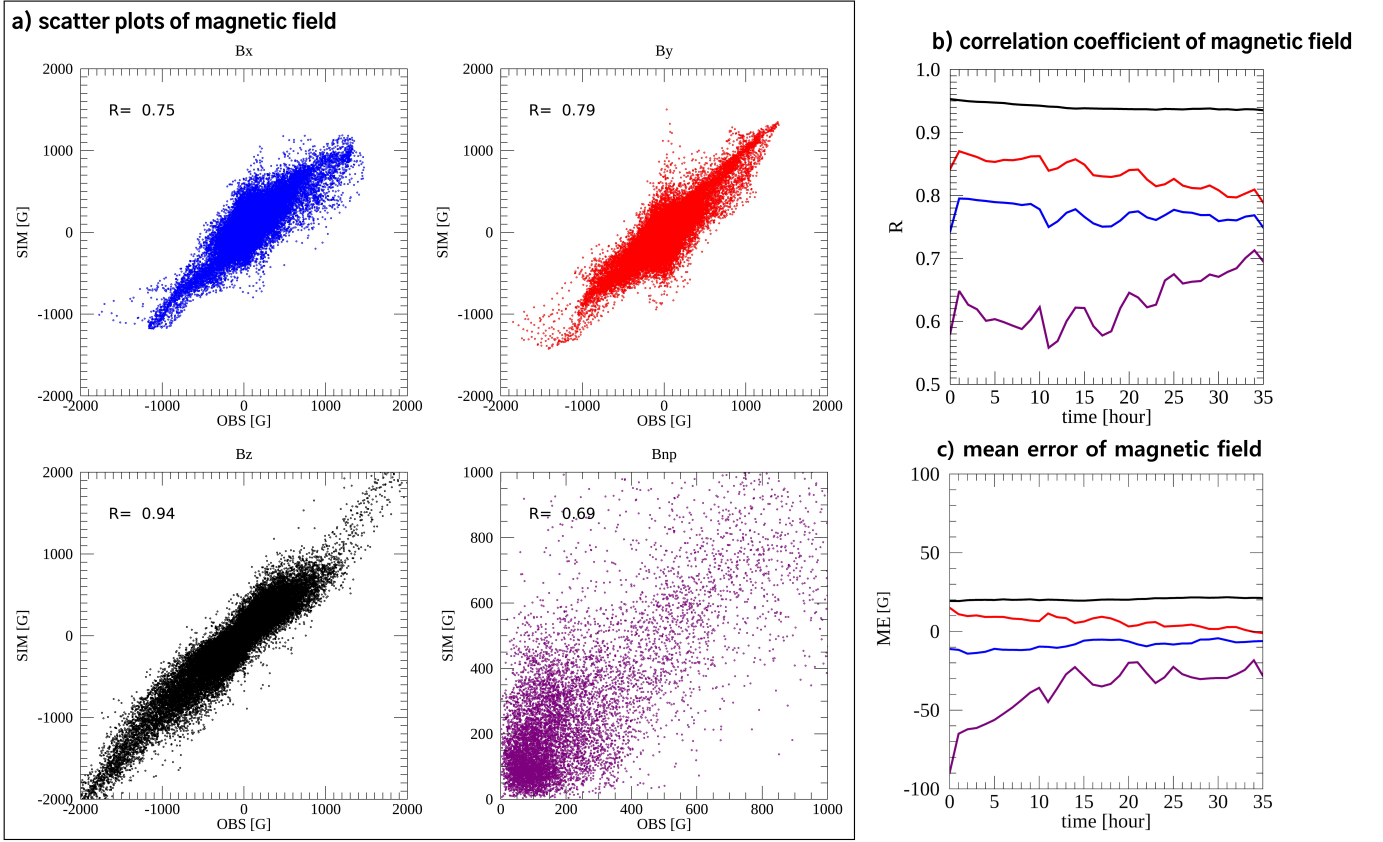 a) scatter plots of magnetic field
Bx
2000
1000
0
-1000
-2000
SIM [G]
R= 0.75
-2000 -1000 0 1000 2000
OBS [G]
By
2000
1000
0
-1000
-2000
SIM [G]
R= 0.79
-2000 -1000 0 1000 2000
OBS [G]
Bz
2000
1000
0
-1000
-2000
SIM [G]
R= 0.94
-2000 -1000 0 1000 2000
OBS [G]
Bnp
1000
800
600
400
200
0
SIM [G]
R= 0.69
0 200 400 600 800 1000
OBS [G]
b) correlation coefficient of magnetic field
1.0
0.9
0.8
0.7
0.6
0.5
R
0 5 10 15 20 25 30 35
time [hour]
c) mean error of magnetic field
100
50
0
-50
-100
ME [G]
0 5 10 15 20 25 30 35
time [hour]